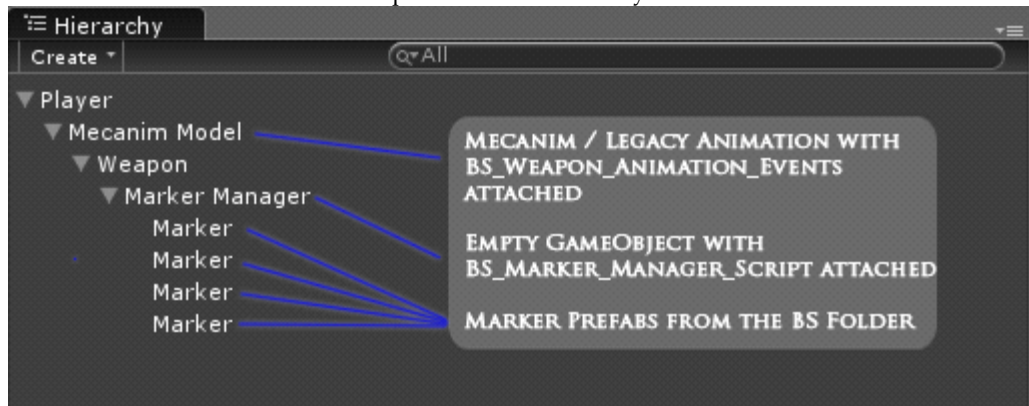 Hierarchy
Create
All
Player
Mecanim Model
Weapon
Marker Manager
Marker
Marker
Marker
Marker
MECANIM / LEGACY ANIMATION WITH
BS_WEAPON_ANIMATION_EVENTS
ATTACHED
EMPTY GAMEOBJECT WITH
BS_MARKER_MANAGER_SCRIPT ATTACHED
MARKER PREFABS FROM THE BS FOLDER